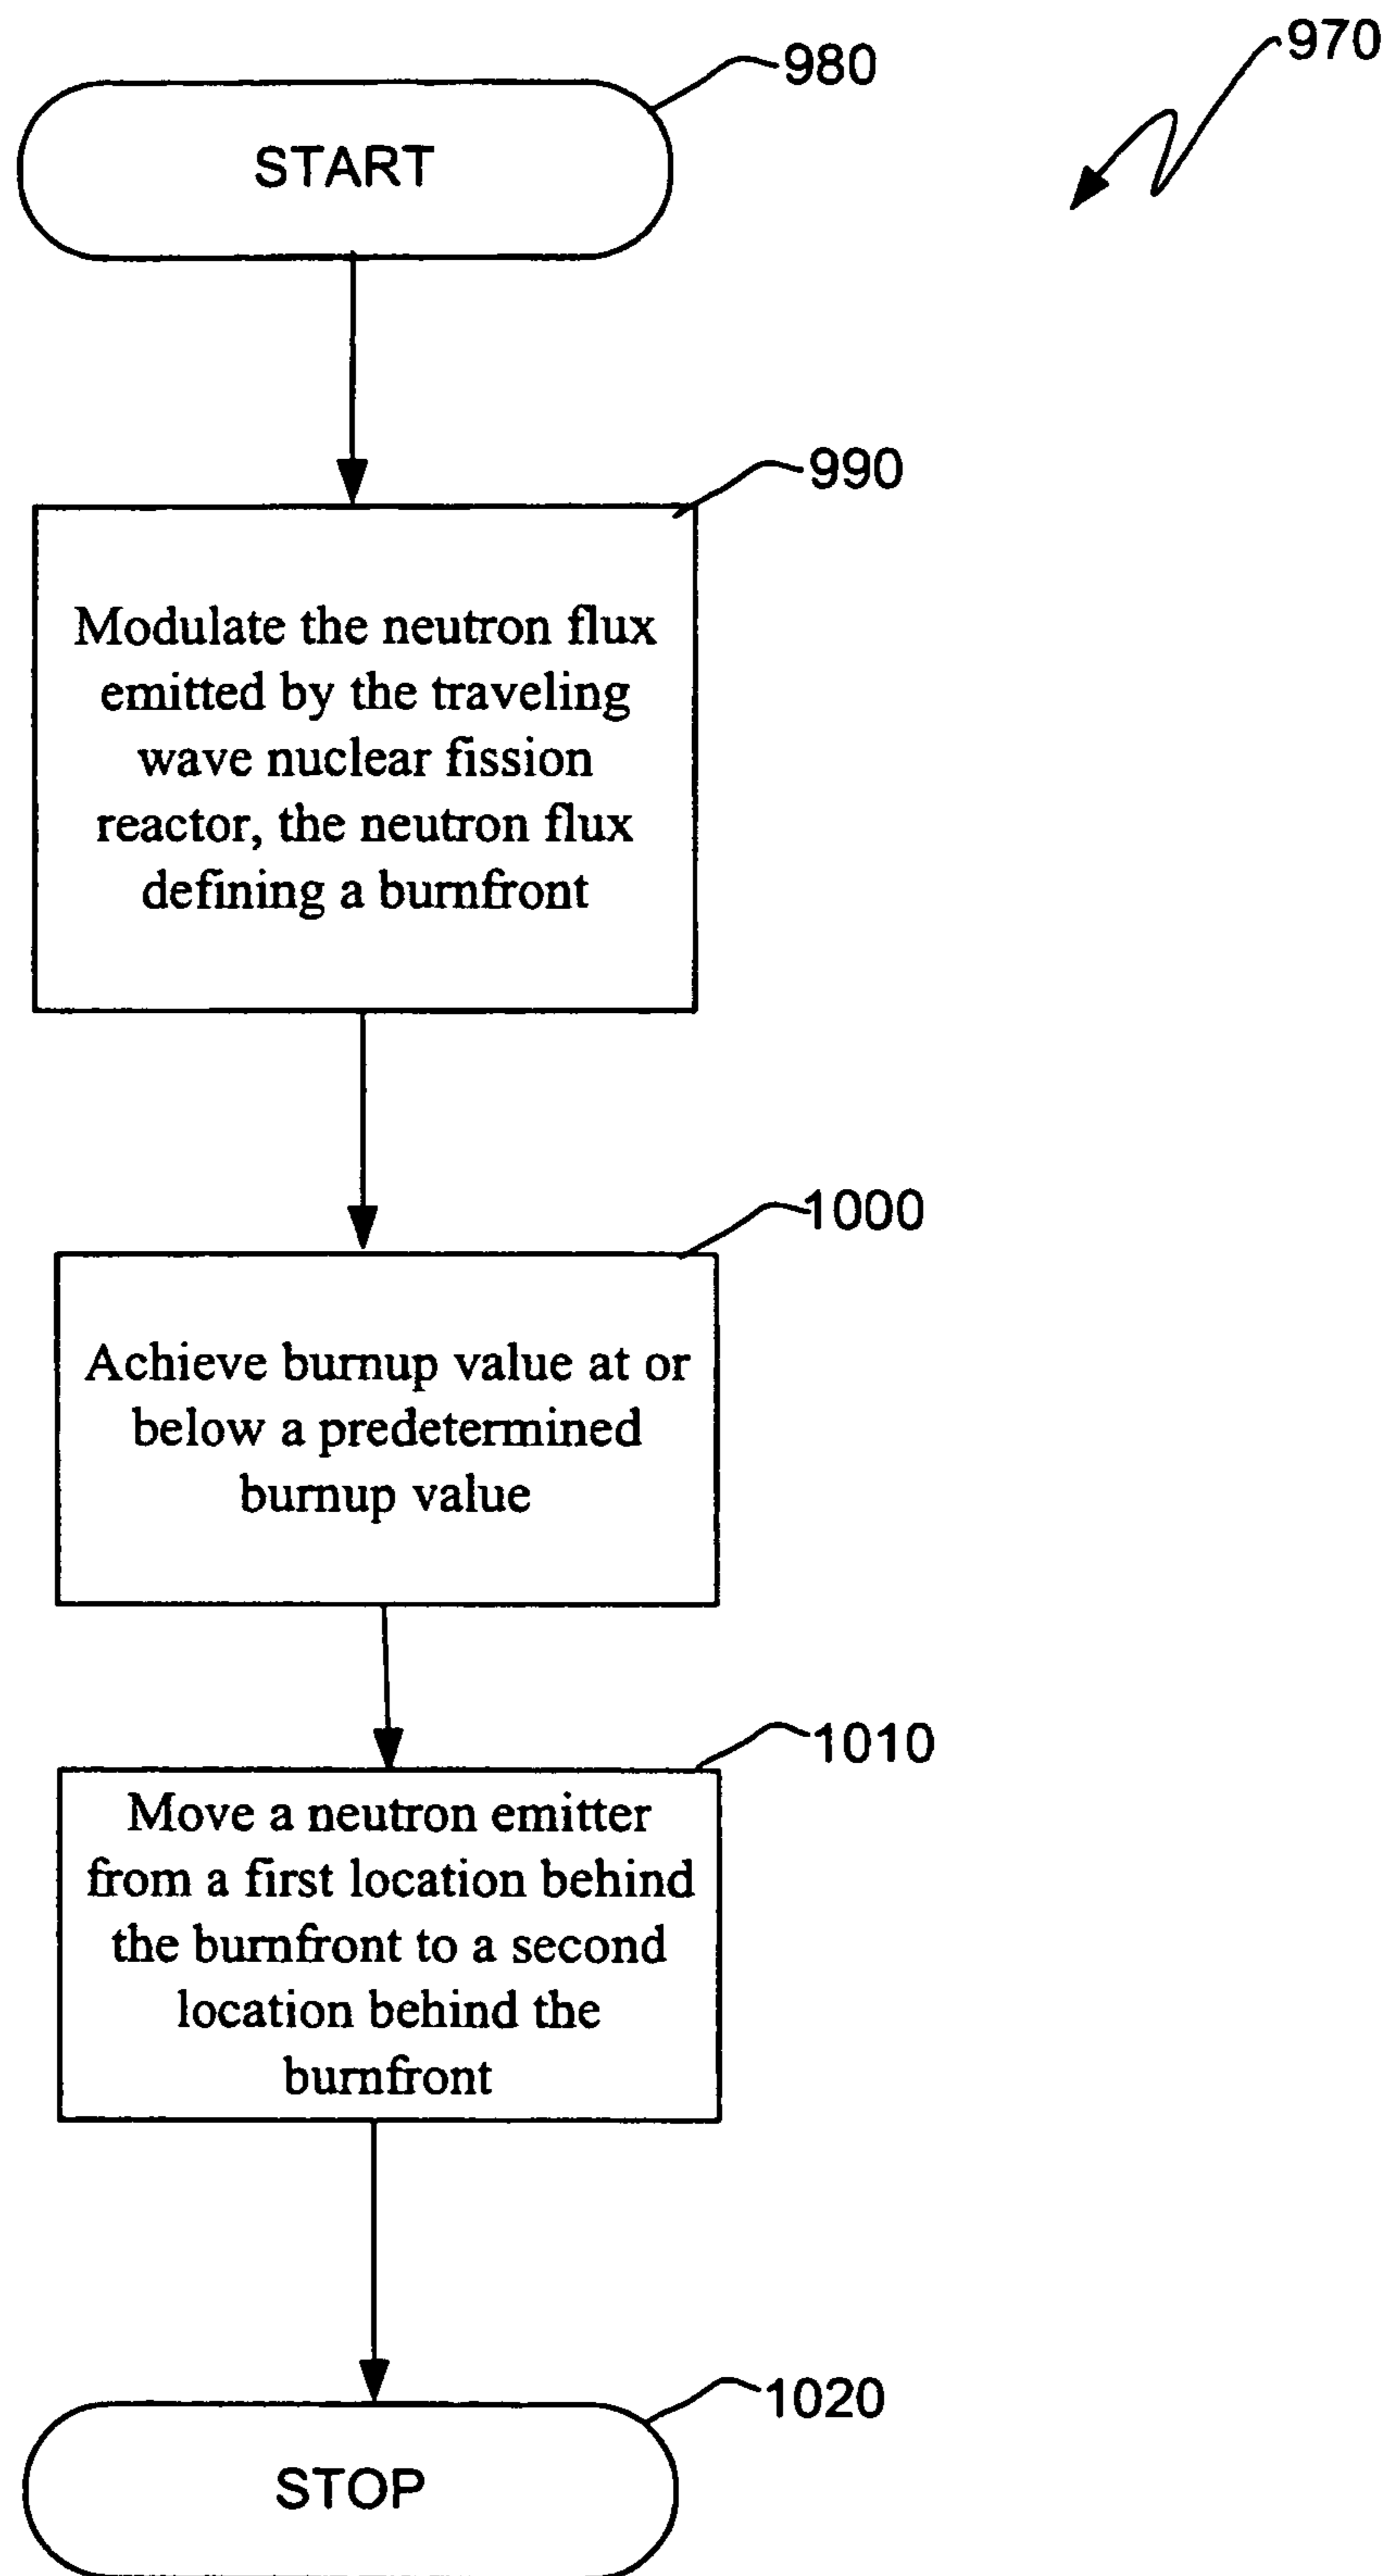 970
980
START
990
Modulate the neutron flux
emitted by the traveling
wave nuclear fission
reactor, the neutron flux
defining a burnfront
1000
Achieve burnup value at or
below a predetermined
burnup value
1010
Move a neutron emitter
from a first location behind
the burnfront to a second
location behind the
burnfront
1020
STOP